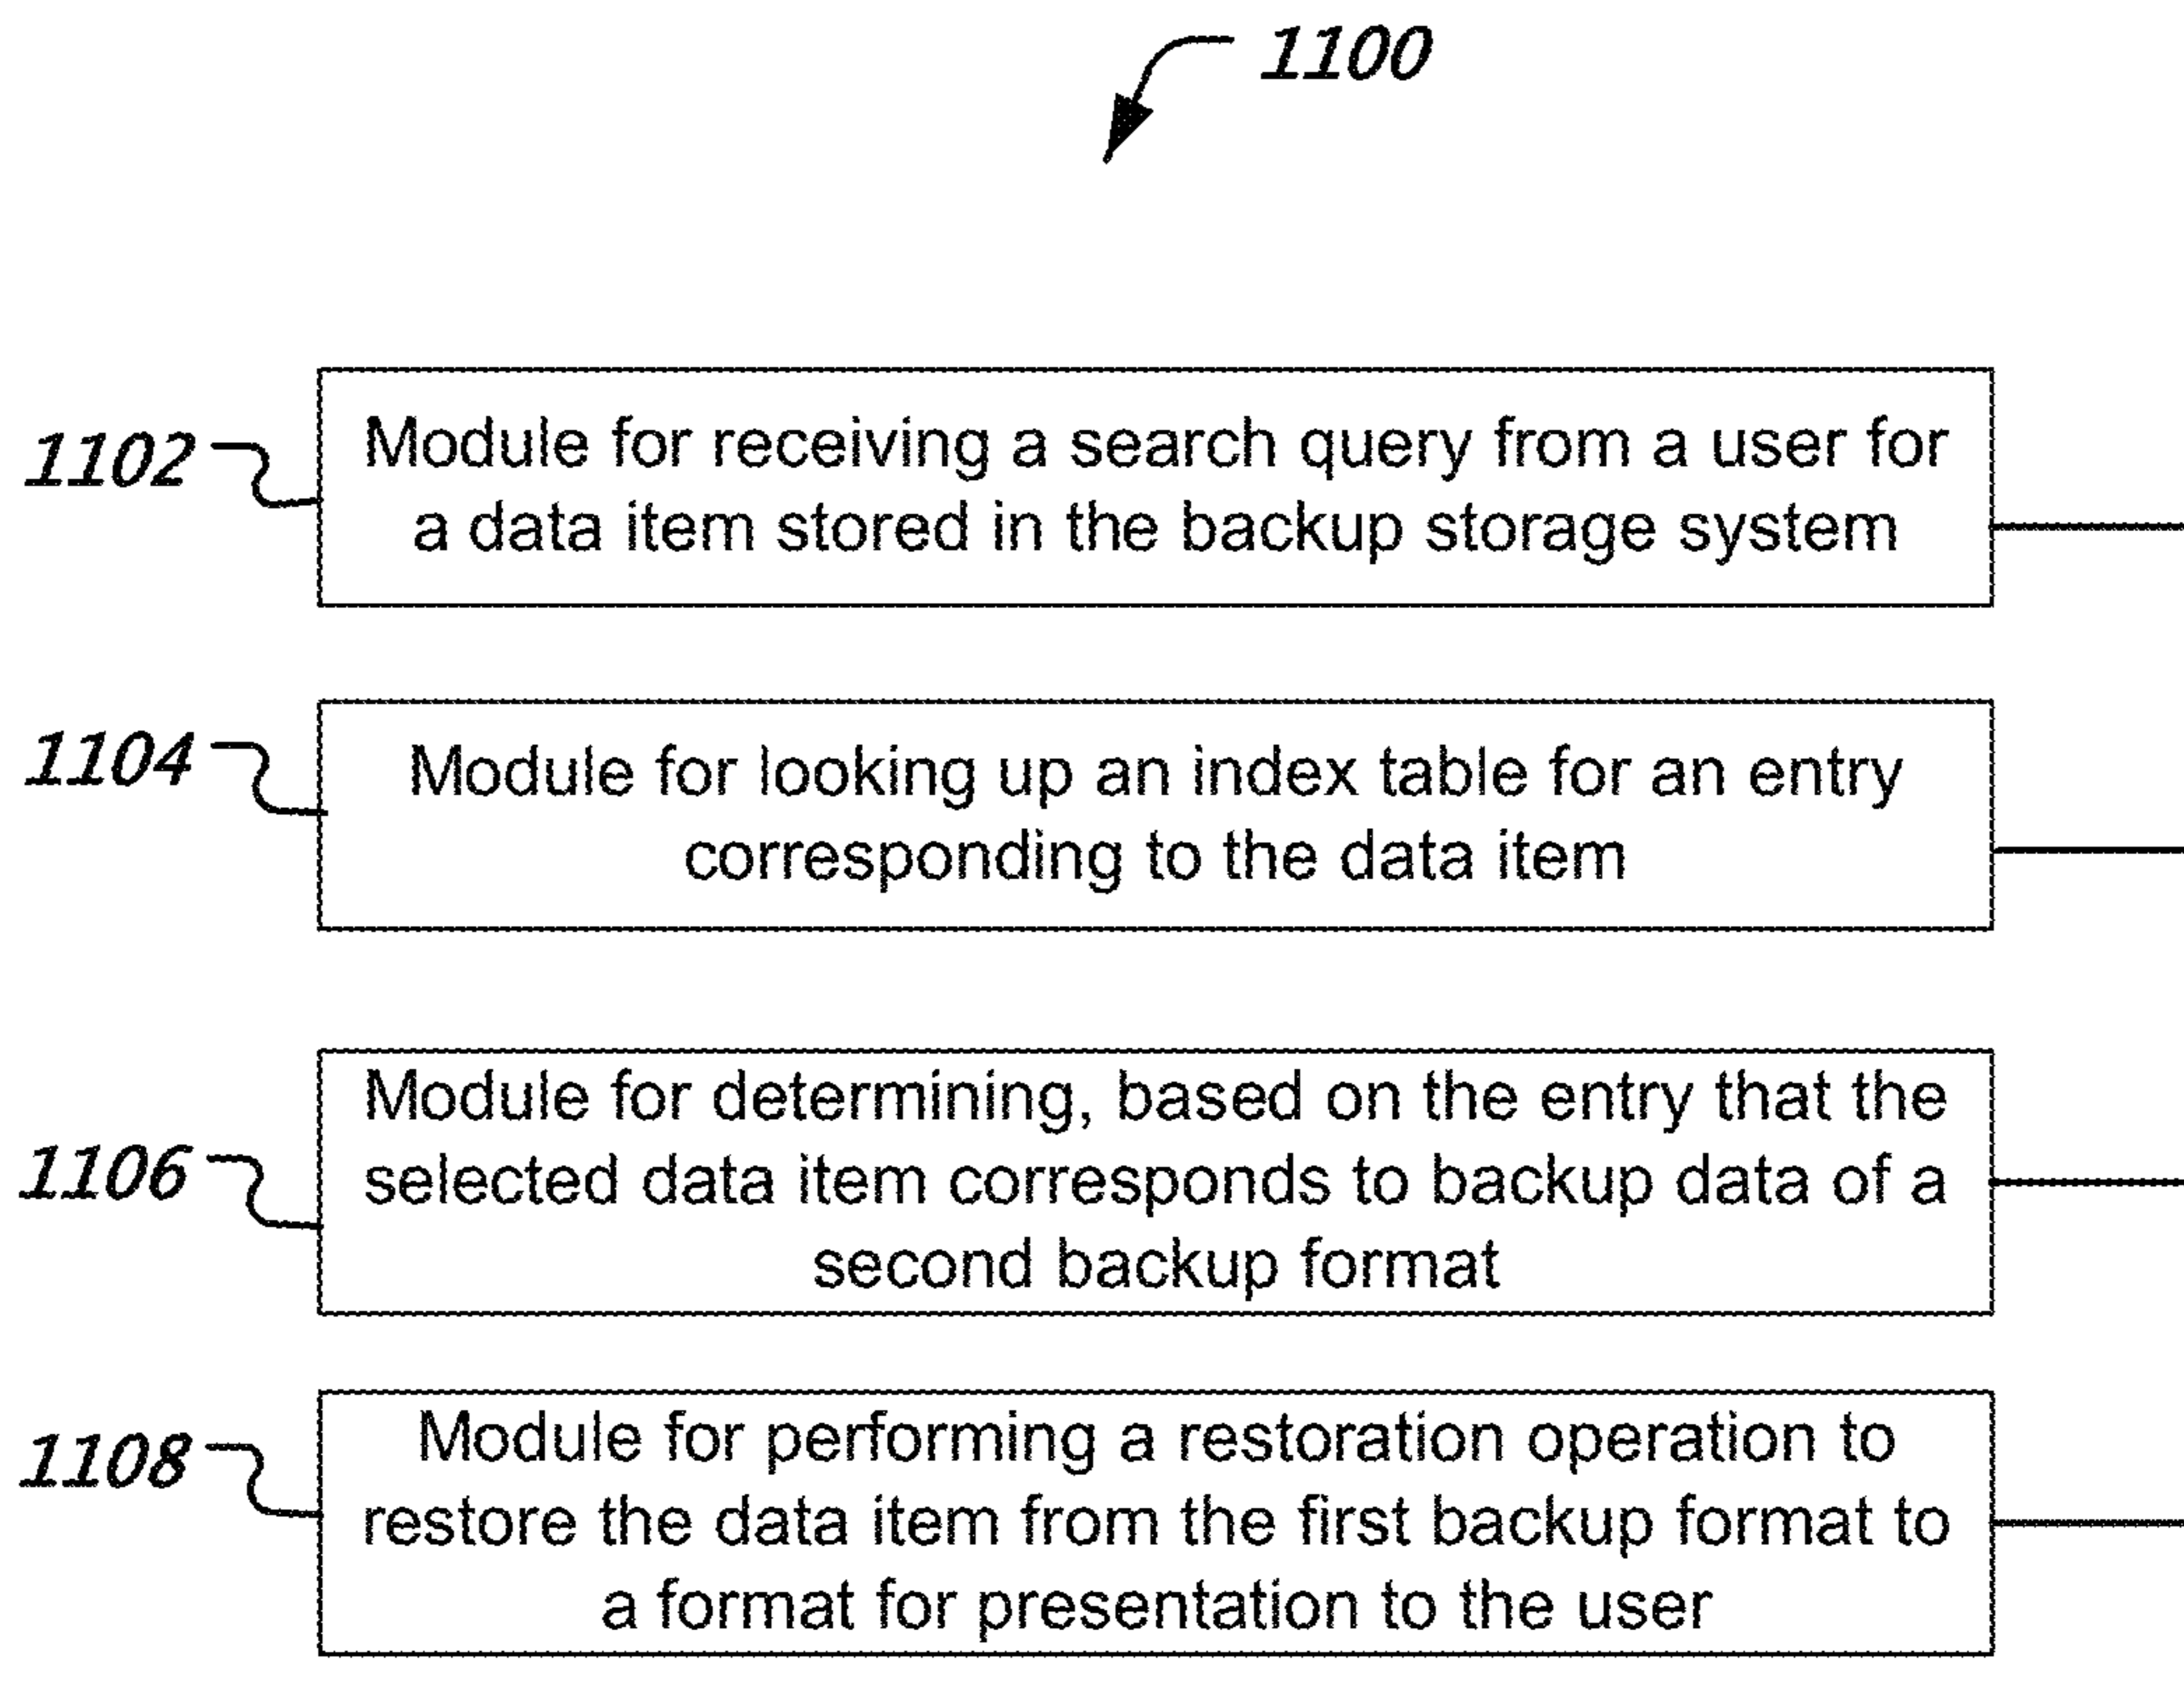 1100
1102
Module for receiving a search query from a user for
a data item stored in the backup storage system
1104
Module for looking up an index table for an entry
corresponding to the data item
1106
Module for determining, based on the entry that the
selected data item corresponds to backup data of a
second backup format
1108
Module for performing a restoration operation to
restore the data item from the first backup format to
a format for presentation to the user